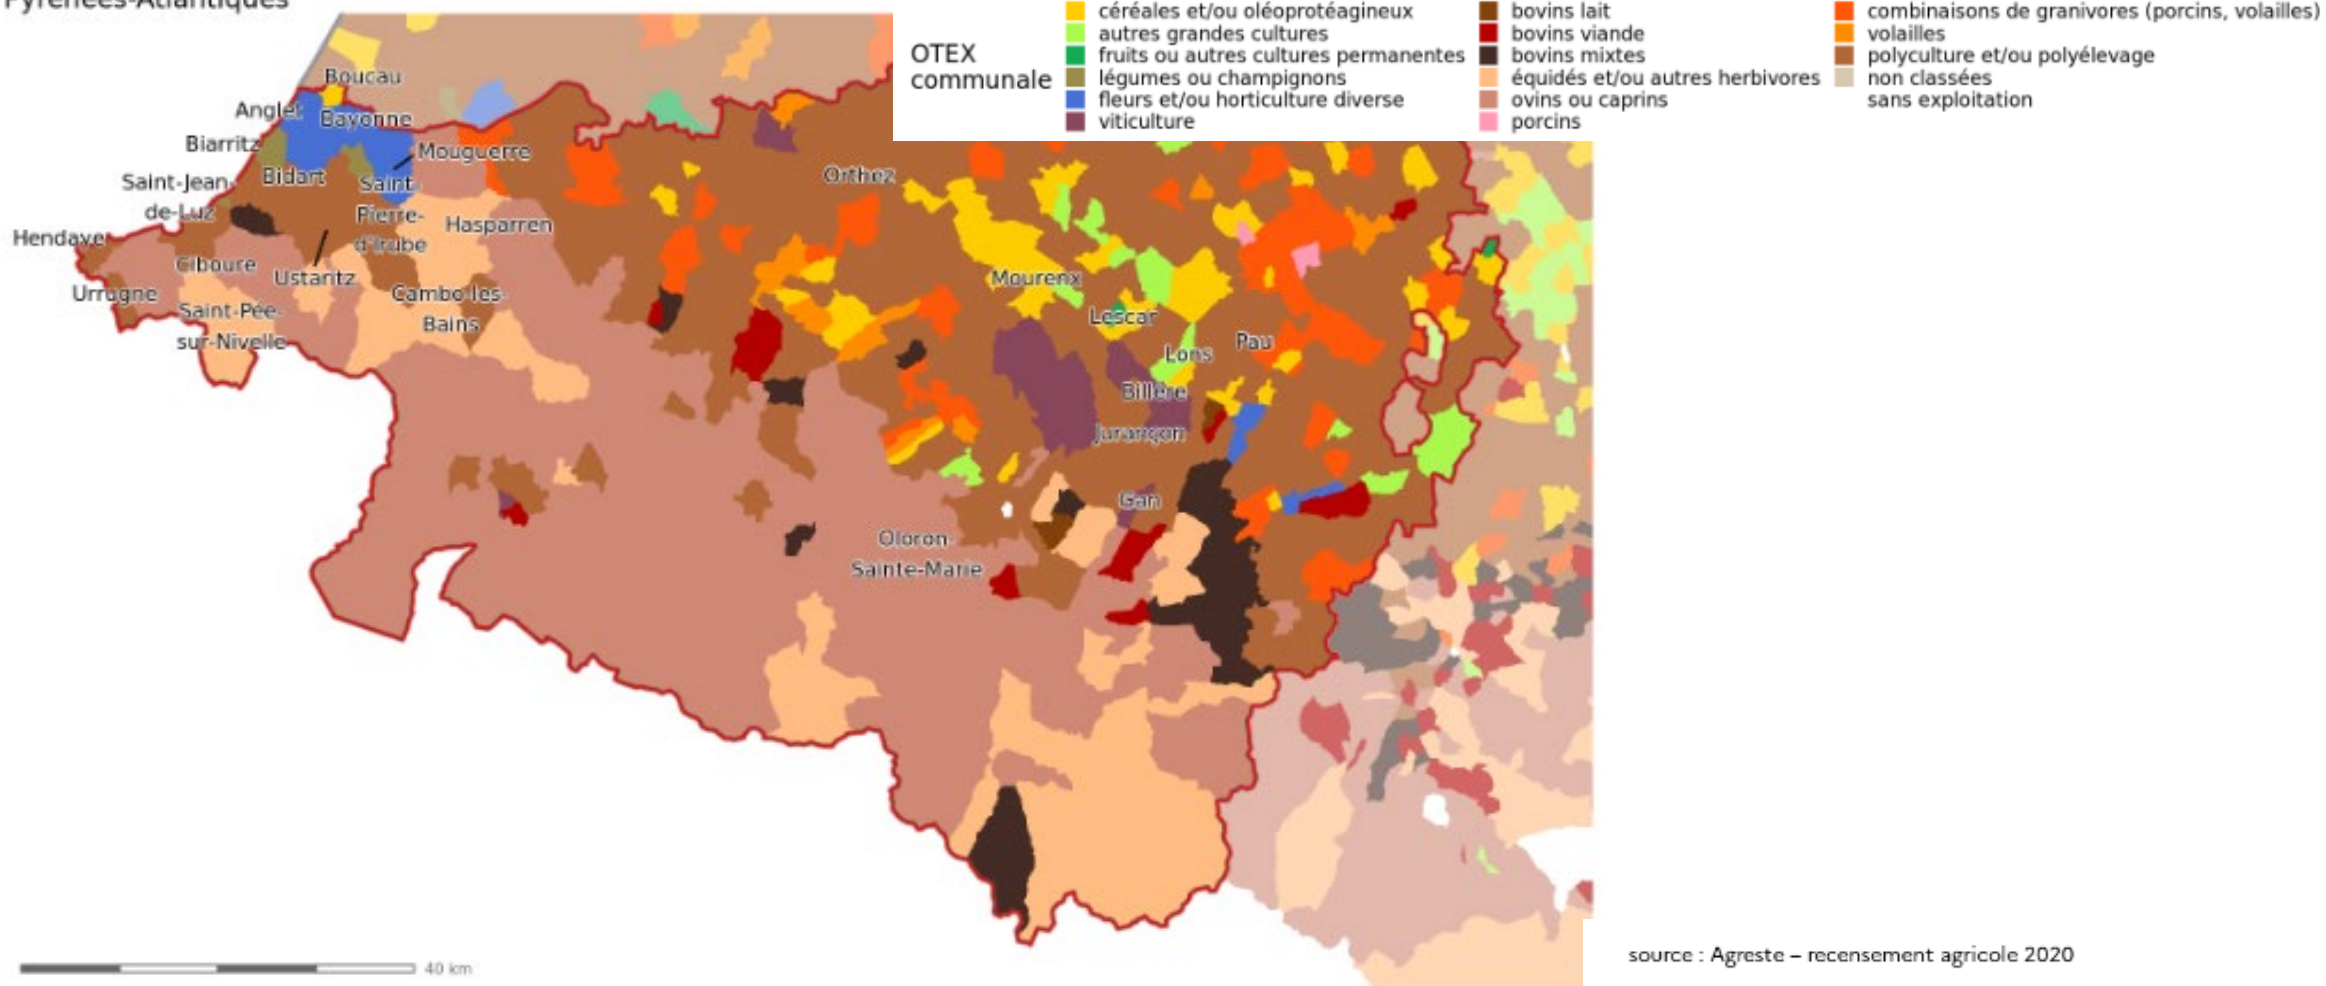 Pyrénées-Atlantiques
OTEX
communale
céréales et/ou oléoprotéagineux
autres grandes cultures
fruits ou autres cultures permanentes
légumes ou champignons
fleurs et/ou horticulture diverse
viticulture
bovins lait
bovins viande
bovins mixtes
équidés et/ou autres herbivores
ovins ou caprins
porcins
combinaisons de granivores (porcins, volailles)
volailles
polyculture et/ou polyélevage
non classées
sans exploitation
Boucau
Anglet
Bayonne
Biarritz
Mouguerre
Bidart
Saint-Jean-
de-Luz
Saint-
Pierre-
d'Irube
Hasparren
Hendaye
Ciboure
Ustaritz
Urrugne
Saint-Pée-
sur-Nivelle
Cambo-les-
Bains
Orthez
Mourenx
Lescar
Lons
Pau
Billère
Jurançon
Gan
Oloron-
Sainte-Marie
40 km
source : Agreste – recensement agricole 2020